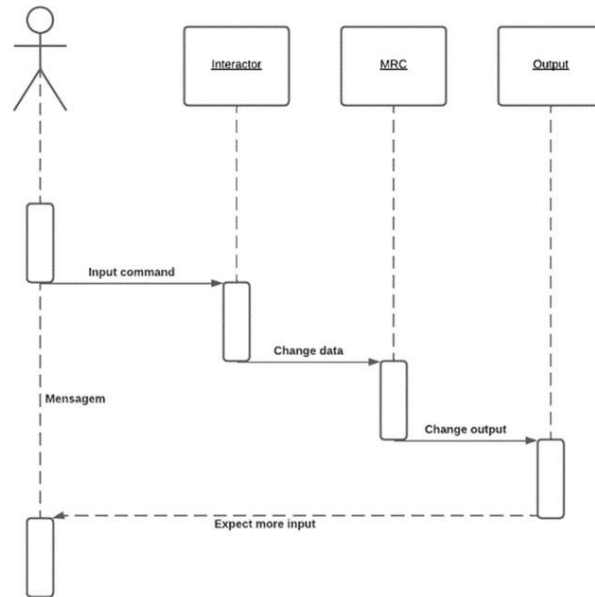 Interactor
MRC
Output
Input command
Change data
Mensagem
Change output
Expect more input